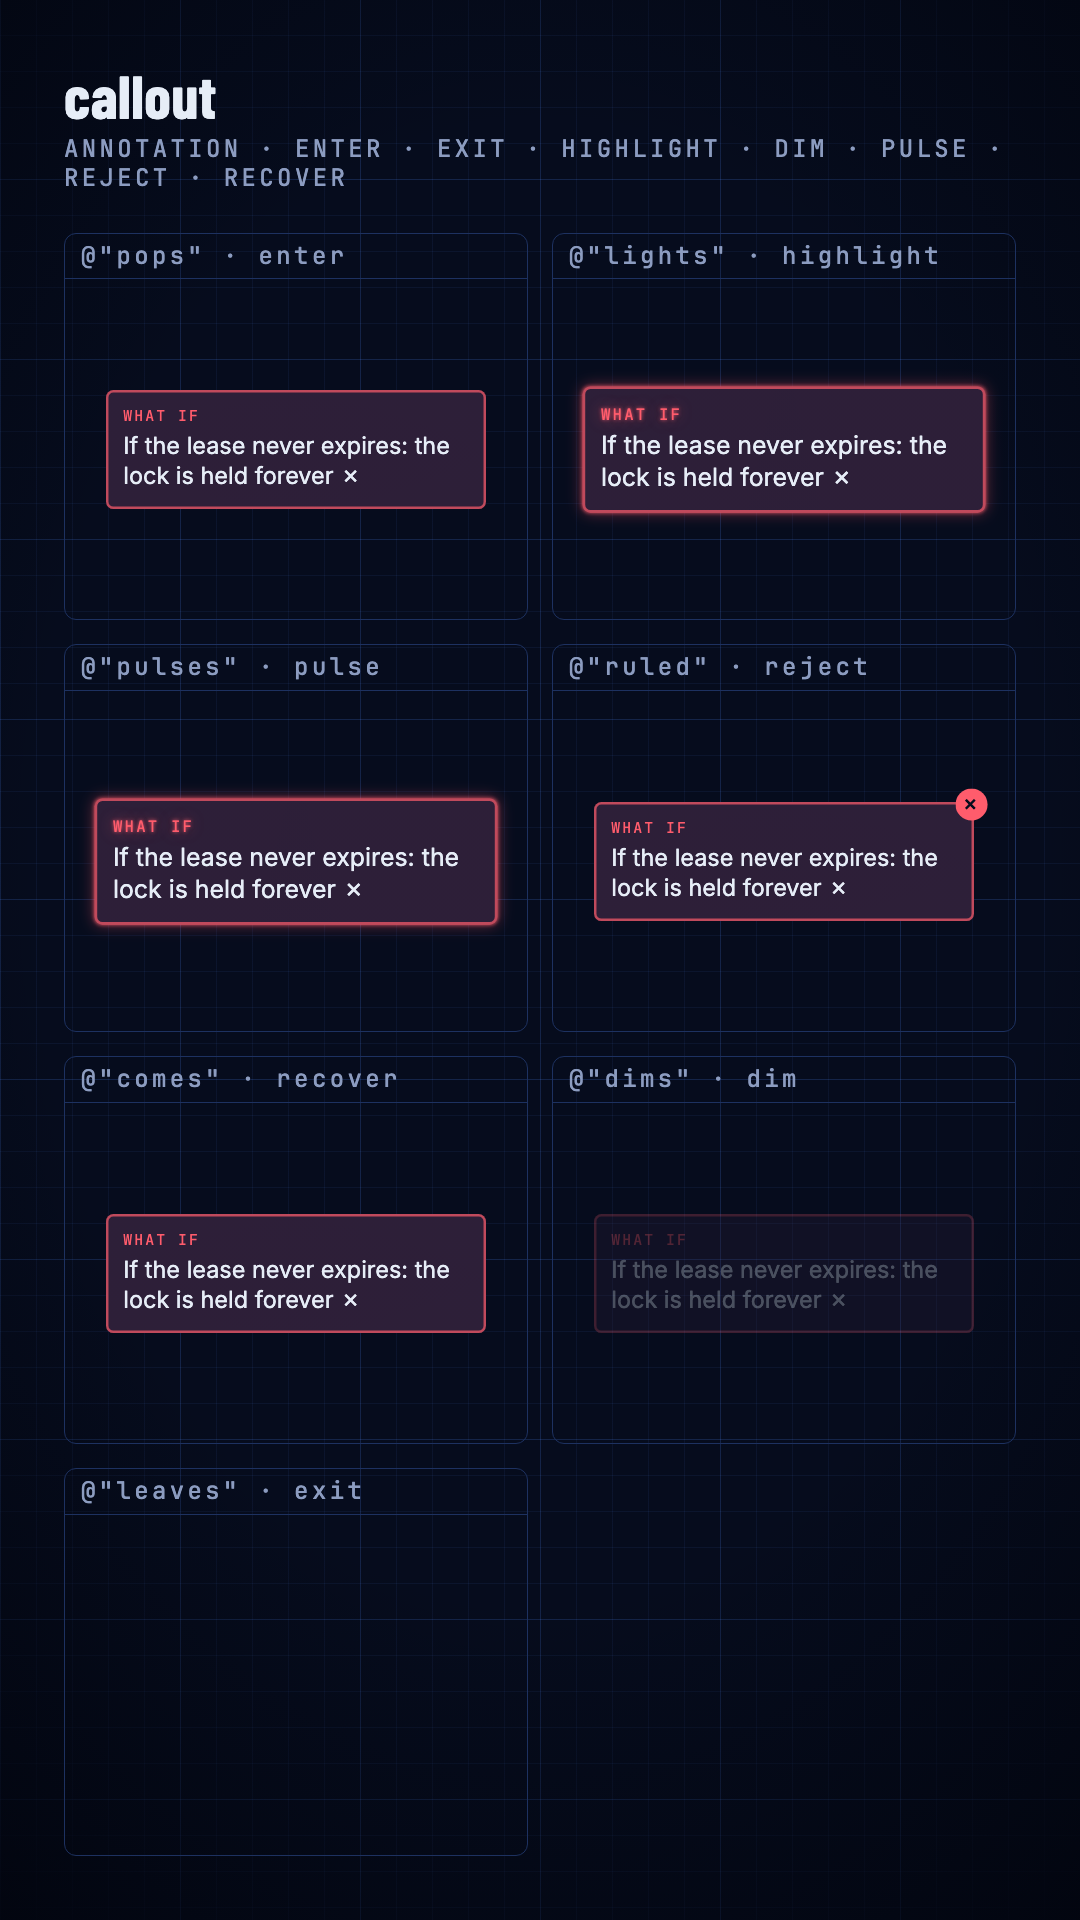 callout
ANNOTATION · ENTER · EXIT · HIGHLIGHT · DIM · PULSE ·
REJECT · RECOVER
@"pops" · enter
WHAT IF
If the lease never expires: the
lock is held forever ×
@"lights" · highlight
WHAT IF
If the lease never expires: the
lock is held forever ×
@"pulses" · pulse
WHAT IF
If the lease never expires: the
lock is held forever ×
@"ruled" · reject
×
WHAT IF
If the lease never expires: the
lock is held forever ×
@"comes" · recover
WHAT IF
If the lease never expires: the
lock is held forever ×
@"dims" · dim
WHAT IF
If the lease never expires: the
lock is held forever ×
@"leaves" · exit